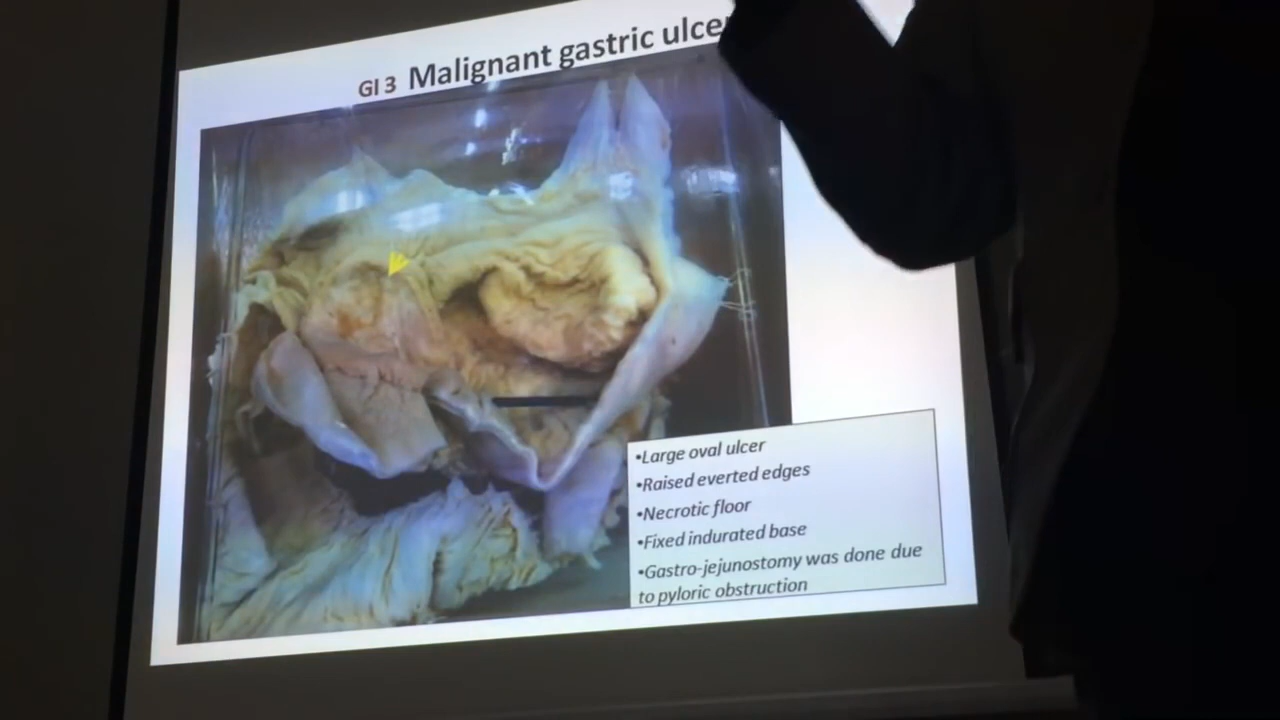 GI 3 Malignant gastric ulce
•Large oval ulcer
•Raised everted edges
•Necrotic floor
•Fixed indurated base
•Gastro-jejunostomy was done due
to pyloric obstruction